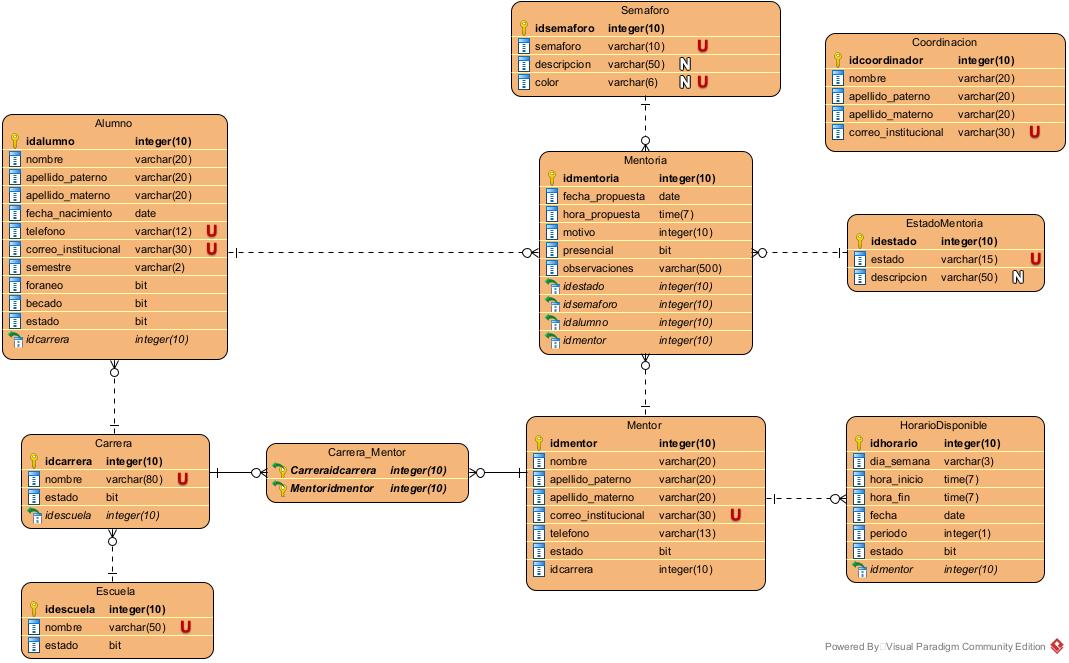 Semaforo
idsemaforo integer(10)
semaforo varchar(10) U
descripcion varchar(50) N
color varchar(6) N U
Coordinacion
idcoordinador integer(10)
nombre varchar(20)
apellido_paterno varchar(20)
apellido_materno varchar(20)
correo_institucional varchar(30) U
Alumno
idalumno integer(10)
nombre varchar(20)
apellido_paterno varchar(20)
apellido_materno varchar(20)
fecha_nacimiento date
telefono varchar(12) U
correo_institucional varchar(30) U
semestre varchar(2)
foraneo bit
becado bit
estado bit
idcarrera integer(10)
Mentoria
idmentoria integer(10)
fecha_propuesta date
hora_propuesta time(7)
motivo integer(10)
presencial bit
observaciones varchar(500)
idestado integer(10)
idsemaforo integer(10)
idalumno integer(10)
idmentor integer(10)
EstadoMentoria
idestado integer(10)
estado varchar(15) U
descripcion varchar(50) N
Carrera
idcarrera integer(10)
nombre varchar(80) U
estado bit
idescuela integer(10)
Carrera_Mentor
Carreraidcarrera integer(10)
Mentoridmentor integer(10)
Mentor
idmentor integer(10)
nombre varchar(20)
apellido_paterno varchar(20)
apellido_materno varchar(20)
correo_institucional varchar(30) U
telefono varchar(13)
estado bit
idcarrera integer(10)
HorarioDisponible
idhorario integer(10)
dia_semana varchar(3)
hora_inicio time(7)
hora_fin time(7)
fecha date
periodo integer(1)
estado bit
idmentor integer(10)
Escuela
idescuela integer(10)
nombre varchar(50) U
estado bit
Powered By Visual Paradigm Community Edition